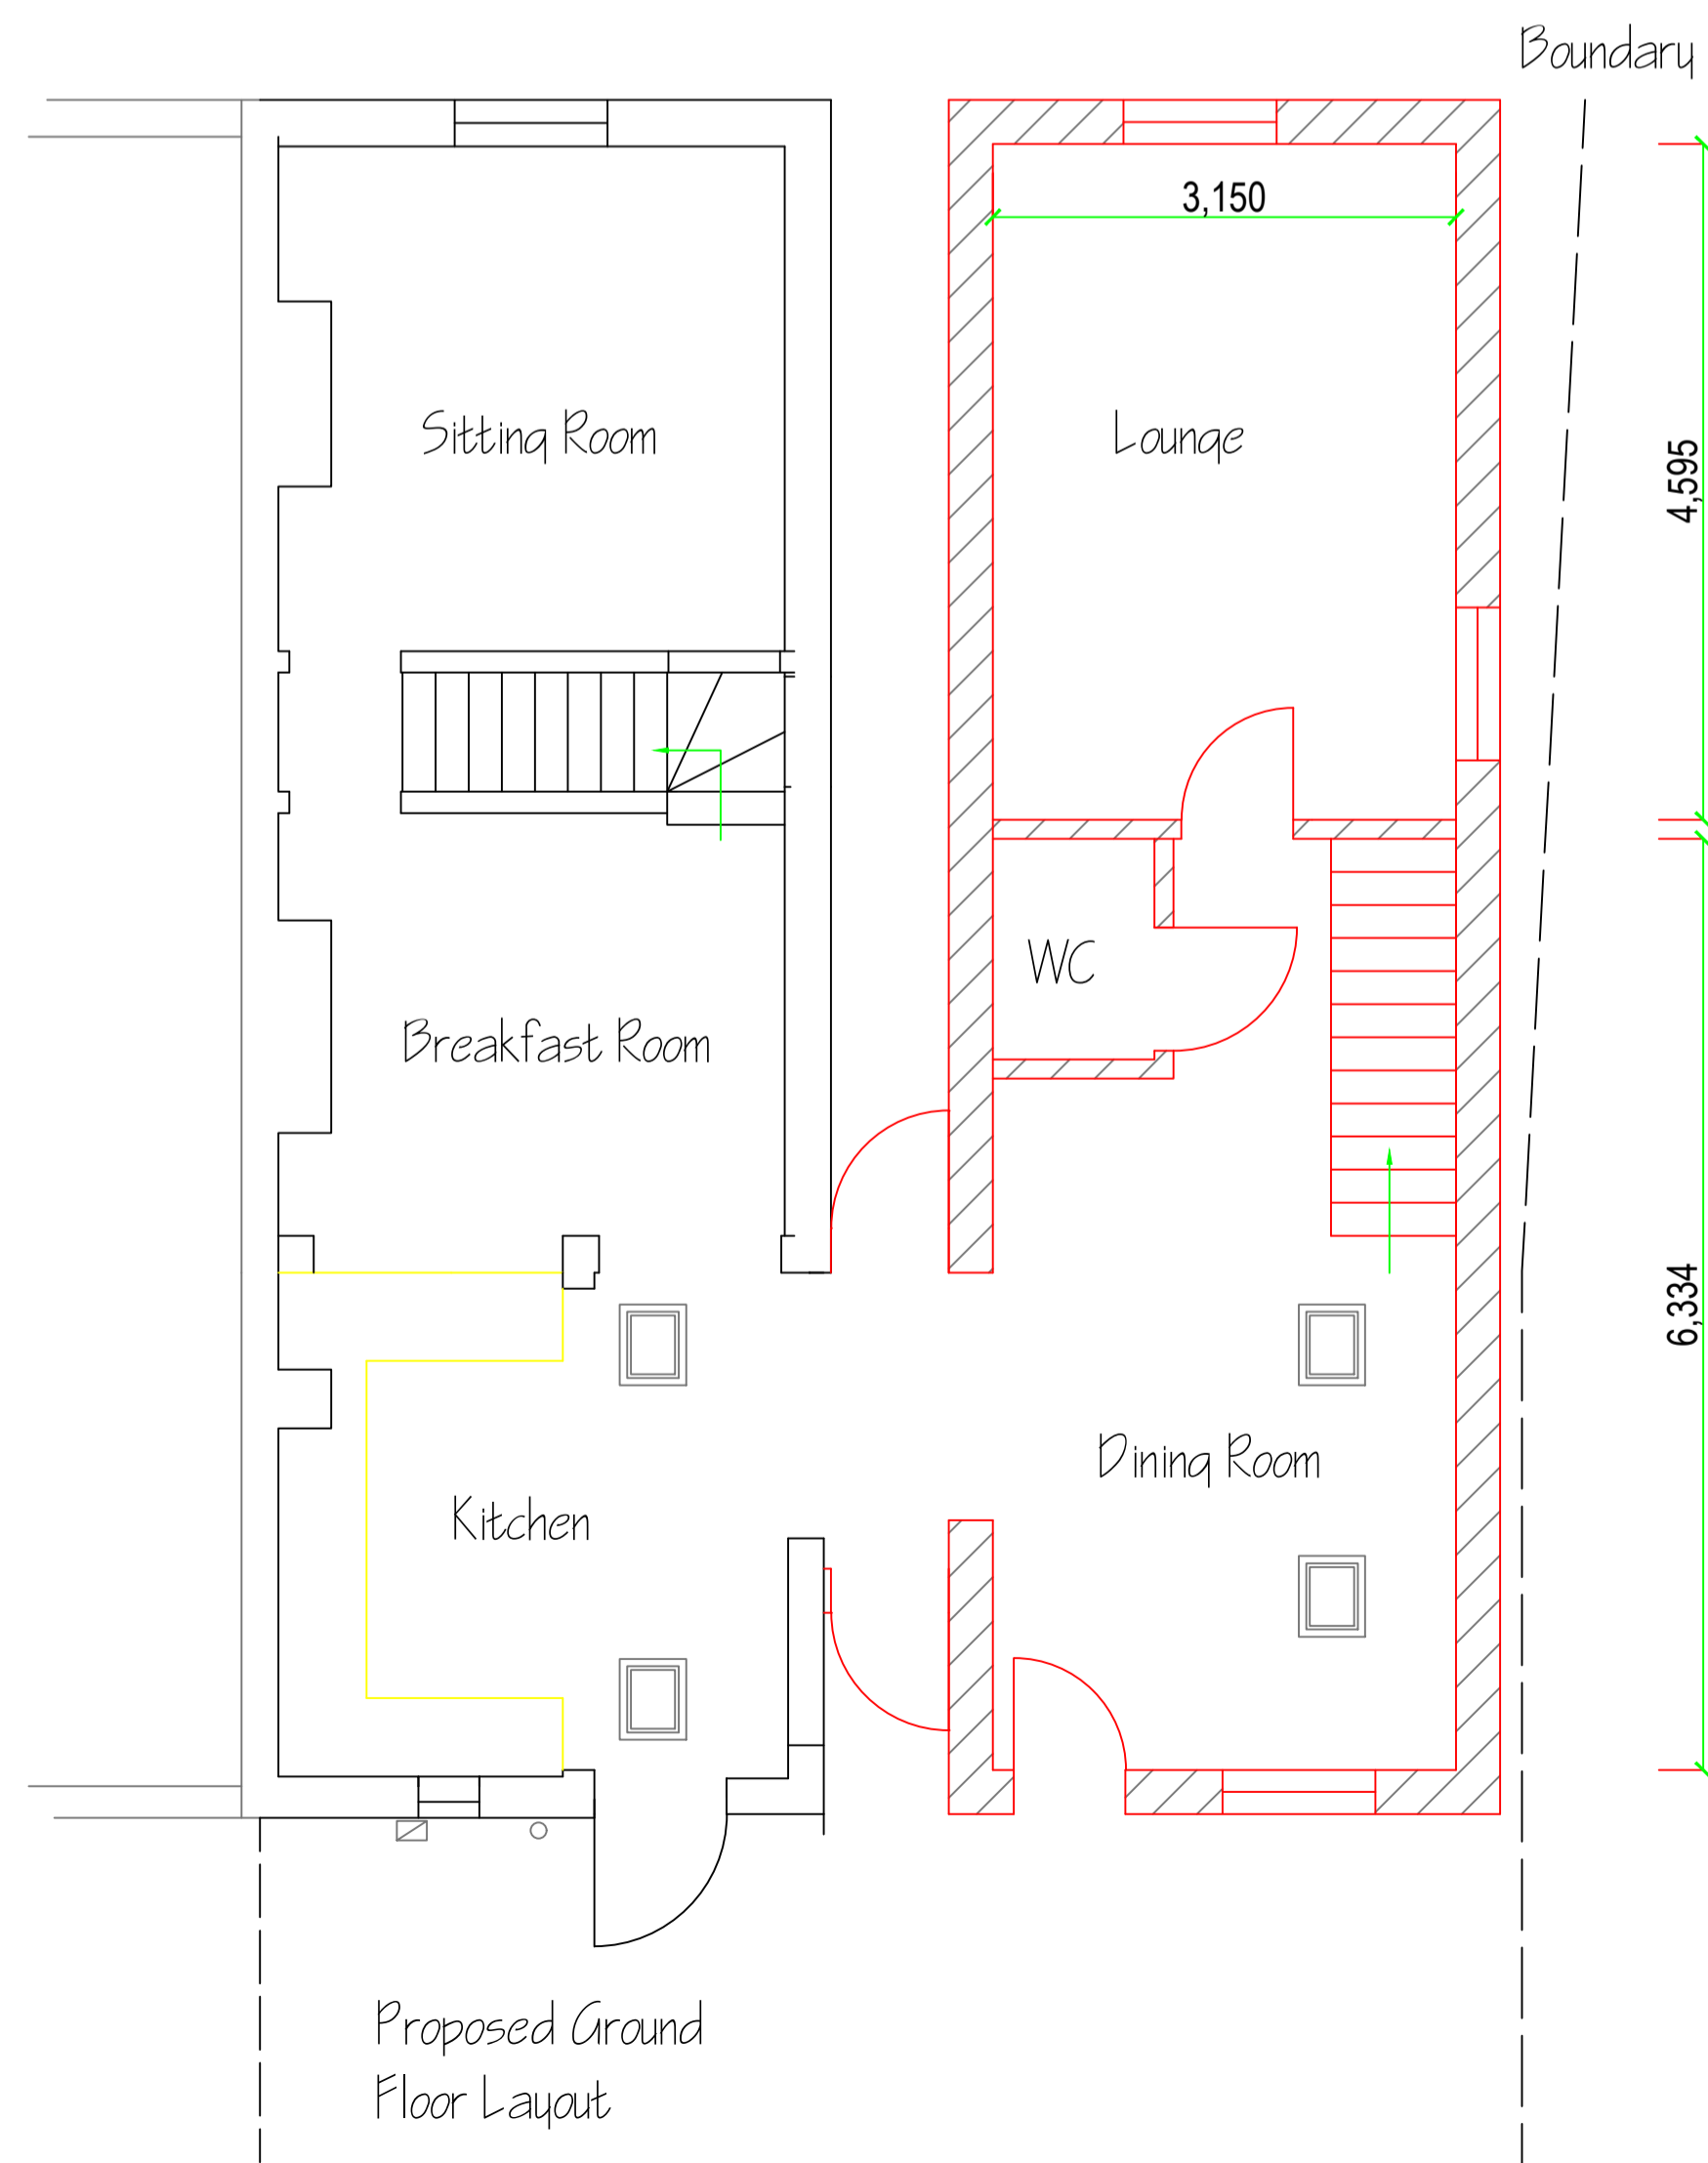 Boundary
3,150
Sitting Room
Lounge
4,595
WC
Breakfast Room
6,334
Dining Room
Kitchen
Proposed Ground
Floor Layout